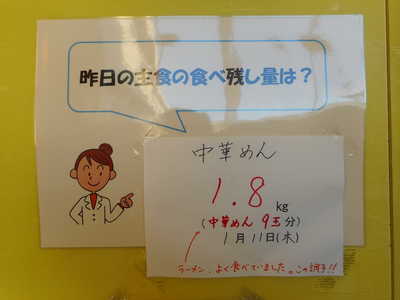 昨日の主食の食べ残し量は？
中華めん
1.8 kg
(中華めん 9玉分)
1月11日(木)
ラーメン、よく食べていました。この調子!!